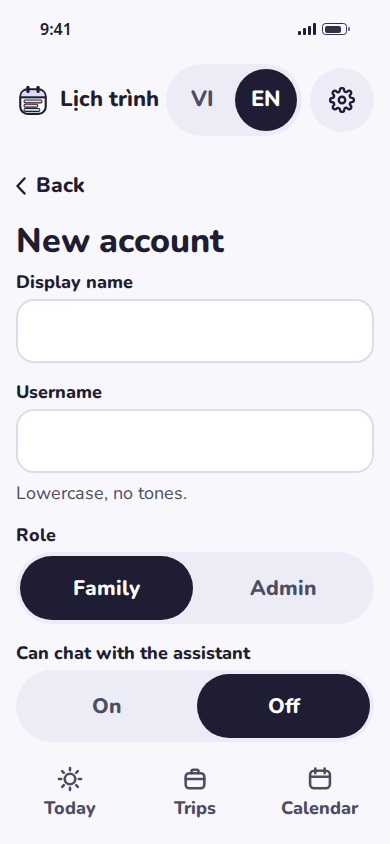 9:41
Lịch trình
VI
EN
Back
New account
Display name
Username
Lowercase, no tones.
Role
Family
Admin
Can chat with the assistant
On
Off
Today
Trips
Calendar